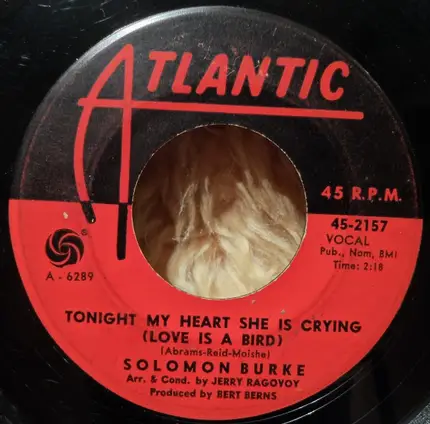 ATLANTIC
45 R.P.M.
45-2157
VOCAL
Pub., Nom, BMI
Time: 2:18
®
A - 6289
TONIGHT MY HEART SHE IS CRYING
(LOVE IS A BIRD)
(Abrams-Reid-Moishe)
SOLOMON BURKE
Arr. & Cond. by JERRY RAGOVOY
Produced by BERT BERNS